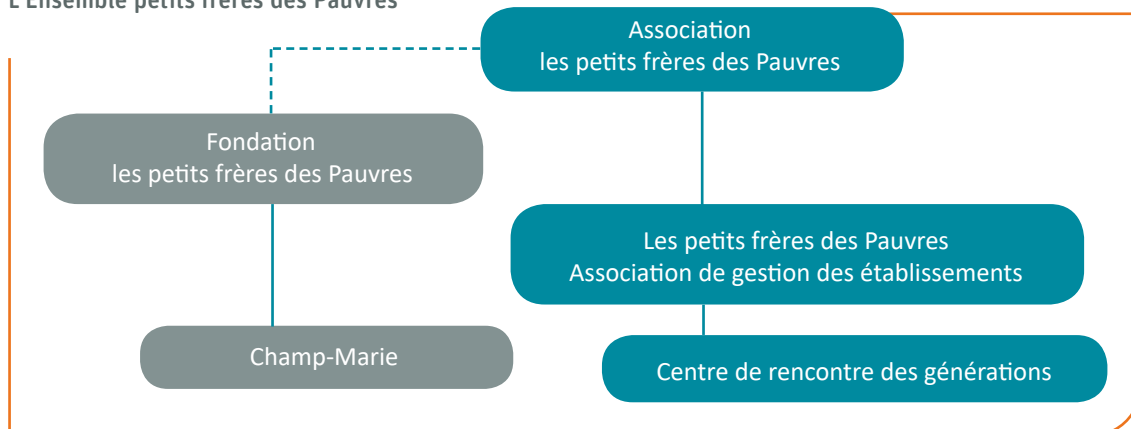 L'Ensemble petits frères des Pauvres
Association
les petits frères des Pauvres
Fondation
les petits frères des Pauvres
Les petits frères des Pauvres
Association de gestion des établissements
Champ-Marie
Centre de rencontre des générations